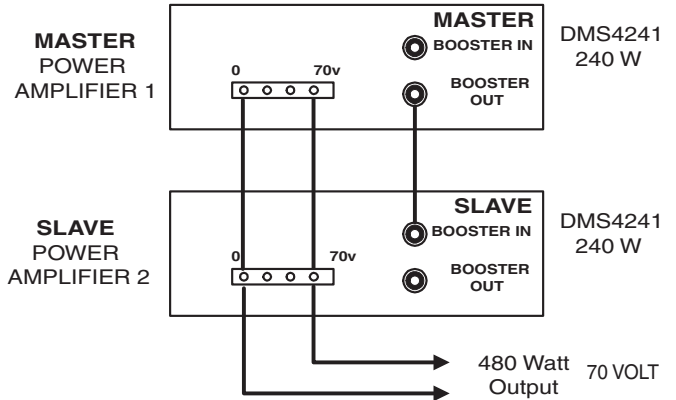 MASTER
POWER
AMPLIFIER 1
0 70v
MASTER
BOOSTER IN
BOOSTER
OUT
DMS4241
240 W
SLAVE
POWER
AMPLIFIER 2
0 70v
SLAVE
BOOSTER IN
BOOSTER
OUT
DMS4241
240 W
480 Watt
Output
70 VOLT